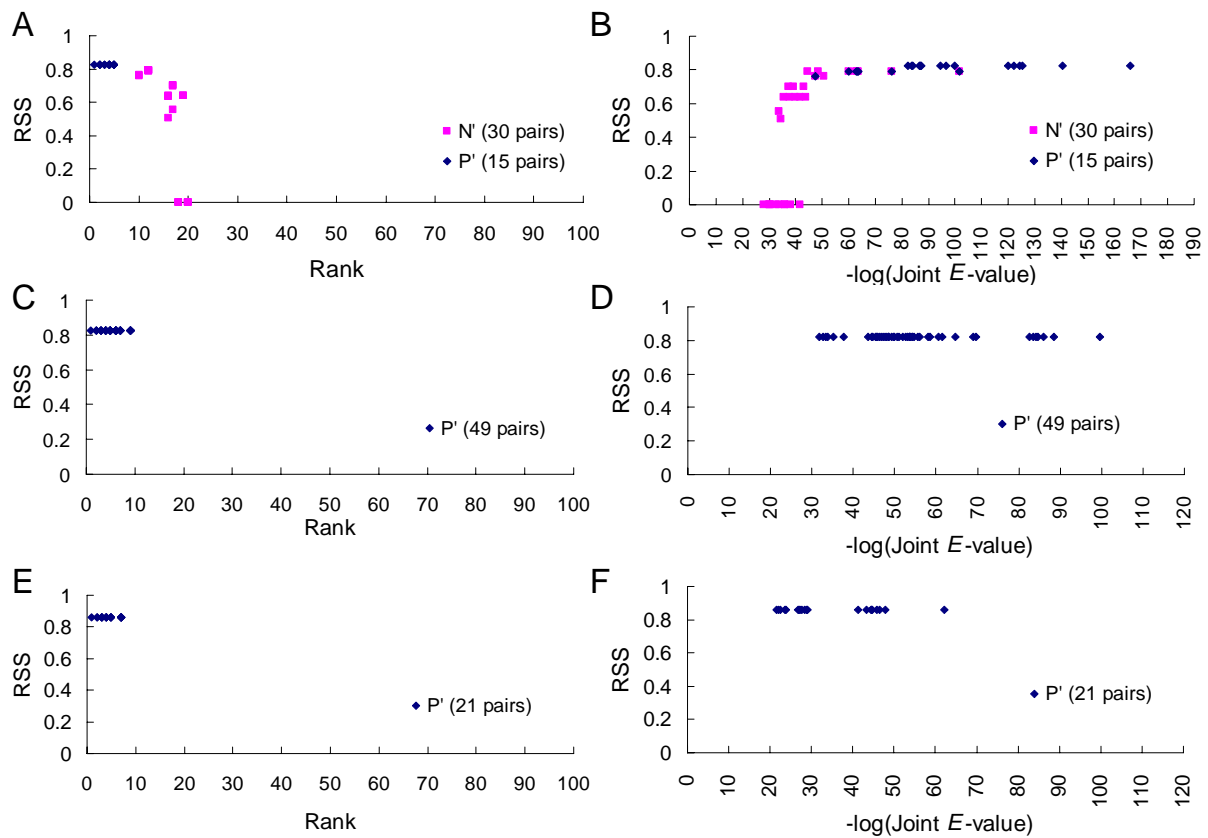 A
RSS
1
0.8
0.6
0.4
0.2
0
N' (30 pairs)
P' (15 pairs)
0 10 20 30 40 50 60 70 80 90 100
Rank
B
RSS
1
0.8
0.6
0.4
0.2
0
N' (30 pairs)
P' (15 pairs)
0 10 20 30 40 50 60 70 80 90 100 110 120 130 140 150 160 170 180 190
-log(Joint E-value)
C
RSS
1
0.8
0.6
0.4
0.2
0
P' (49 pairs)
0 10 20 30 40 50 60 70 80 90 100
Rank
D
RSS
1
0.8
0.6
0.4
0.2
0
P' (49 pairs)
0 10 20 30 40 50 60 70 80 90 100 110 120
-log(Joint E-value)
E
RSS
1
0.8
0.6
0.4
0.2
0
P' (21 pairs)
0 10 20 30 40 50 60 70 80 90 100
Rank
F
RSS
1
0.8
0.6
0.4
0.2
0
P' (21 pairs)
0 10 20 30 40 50 60 70 80 90 100 110 120
-log(Joint E-value)